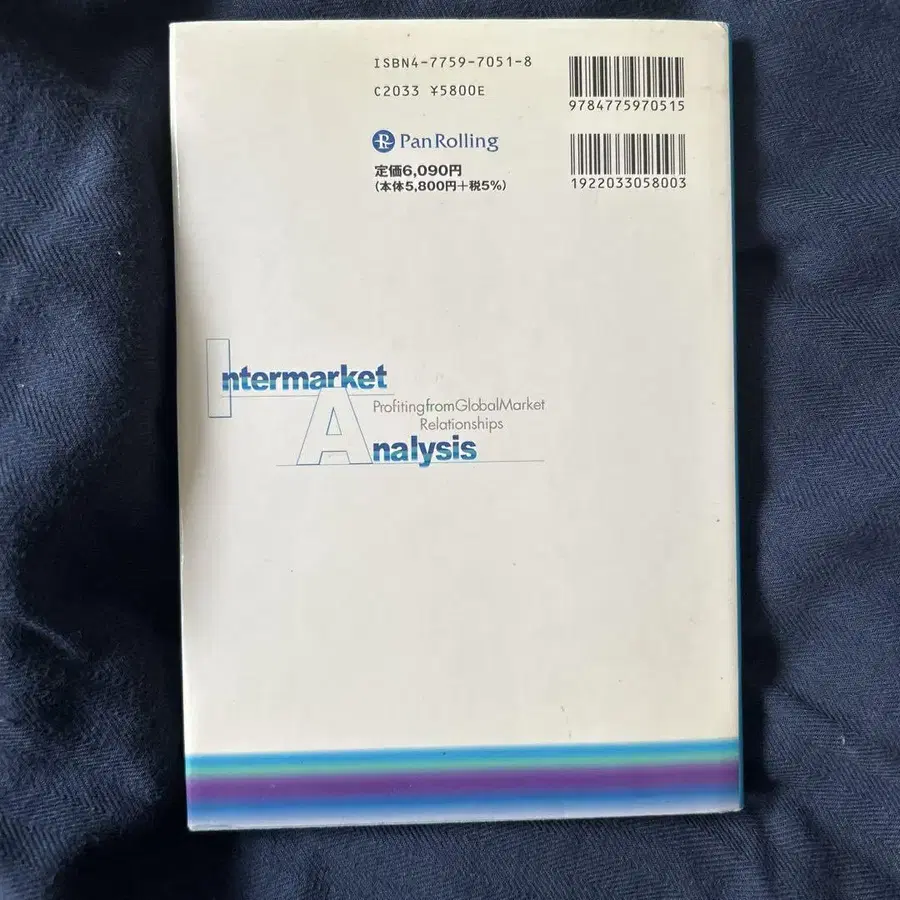 ISBN4-7759-7051-8
C2033 ¥5800E
9784775970515
PanRolling
定価6,090円
(本体5,800円+税5%)
1922033058003
Intermarket
ProfitingfromGlobalMarket
Relationships
Analysis